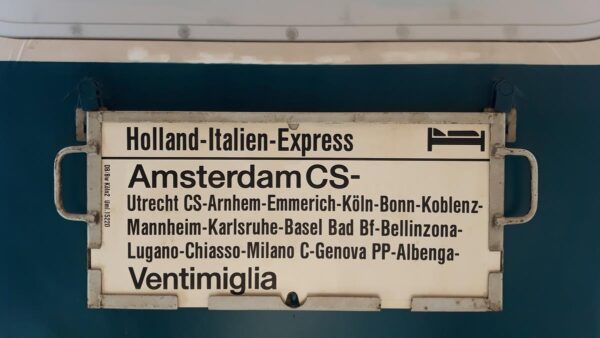 Holland-Italien-Express
Amsterdam CS-
Utrecht CS-Arnhem-Emmerich-Köln-Bonn-Koblenz-
Mannheim-Karlsruhe-Basel Bad Bf-Bellinzona-
Lugano-Chiasso-Milano C-Genova PP-Albenga-
Ventimiglia